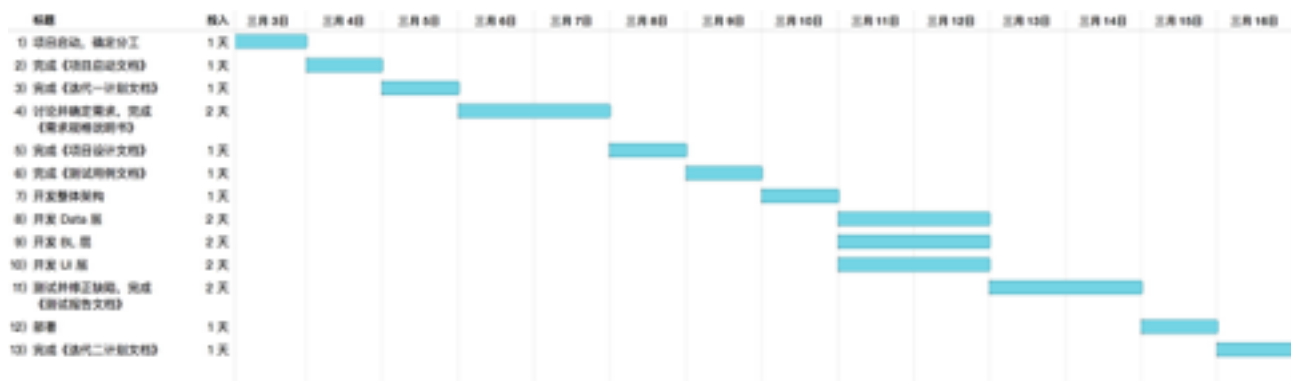 标题 投入 三月 3日 三月 4日 三月 5日 三月 6日 三月 7日 三月 8日 三月 9日 三月 10日 三月 11日 三月 12日 三月 13日 三月 14日 三月 15日 三月 16日
1) 项目启动、确定分工 1 天
2) 完成《项目启动文档》 1 天
3) 完成《迭代一计划文档》 1 天
4) 讨论并确定需求、完成 2 天
《需求规格说明书》
5) 完成《项目设计文档》 1 天
6) 完成《测试用例文档》 1 天
7) 开发整体架构 1 天
8) 开发 Data 层 2 天
9) 开发 BL 层 2 天
10) 开发 UI 层 2 天
11) 测试并修正缺陷、完成 2 天
《测试报告文档》
12) 部署 1 天
13) 完成《迭代二计划文档》 1 天